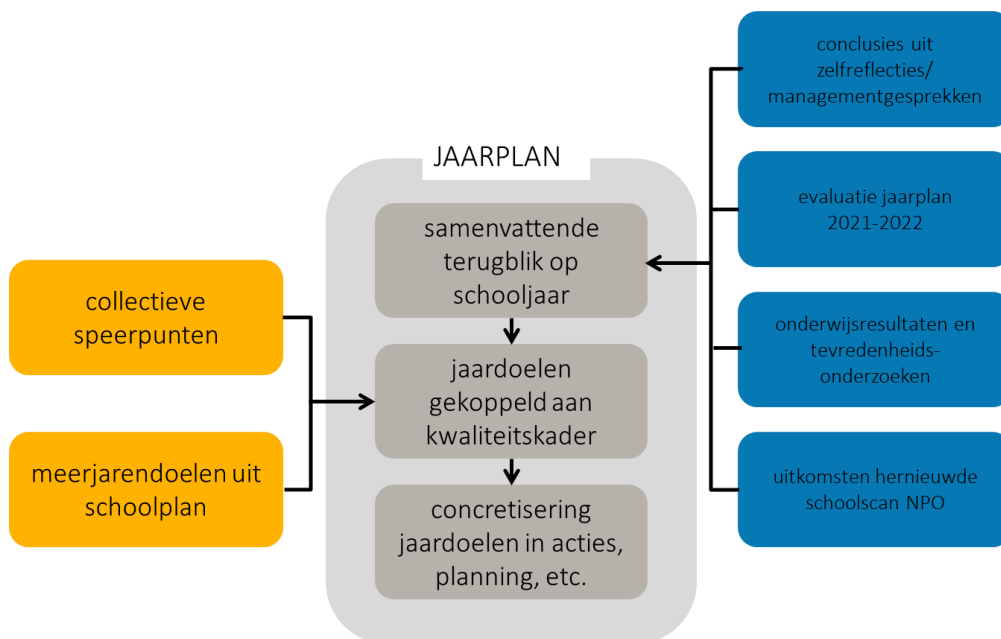 JAARPLAN
samenvattende
terugblik op
schooljaar
jaardoelen
gekoppeld aan
kwaliteitskader
concretisering
jaardoelen in acties,
planning, etc.
collectieve
speerpunten
meerjarendoelen uit
schoolplan
conclusies uit
zelfreflecties/
managementgesprekken
evaluatie jaarplan
2021-2022
onderwijsresultaten en
tevredenheids-
onderzoeken
uitkomsten hernieuwde
schoolscan NPO